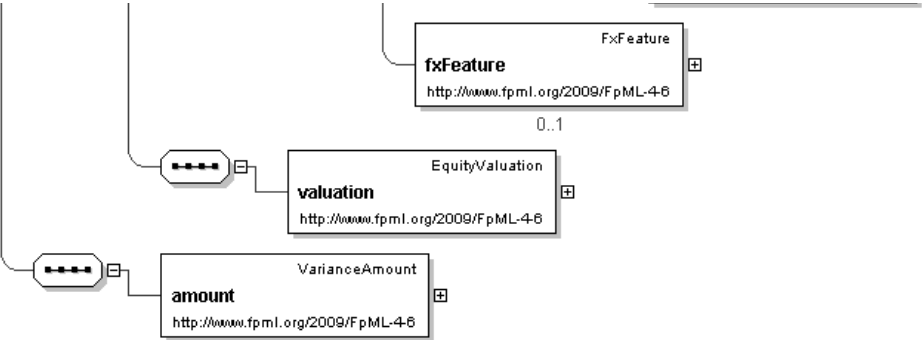 FxFeature
fxFeature
http://www.fpml.org/2009/FpML-4-6
0..1
EquityValuation
valuation
http://www.fpml.org/2009/FpML-4-6
VarianceAmount
amount
http://www.fpml.org/2009/FpML-4-6